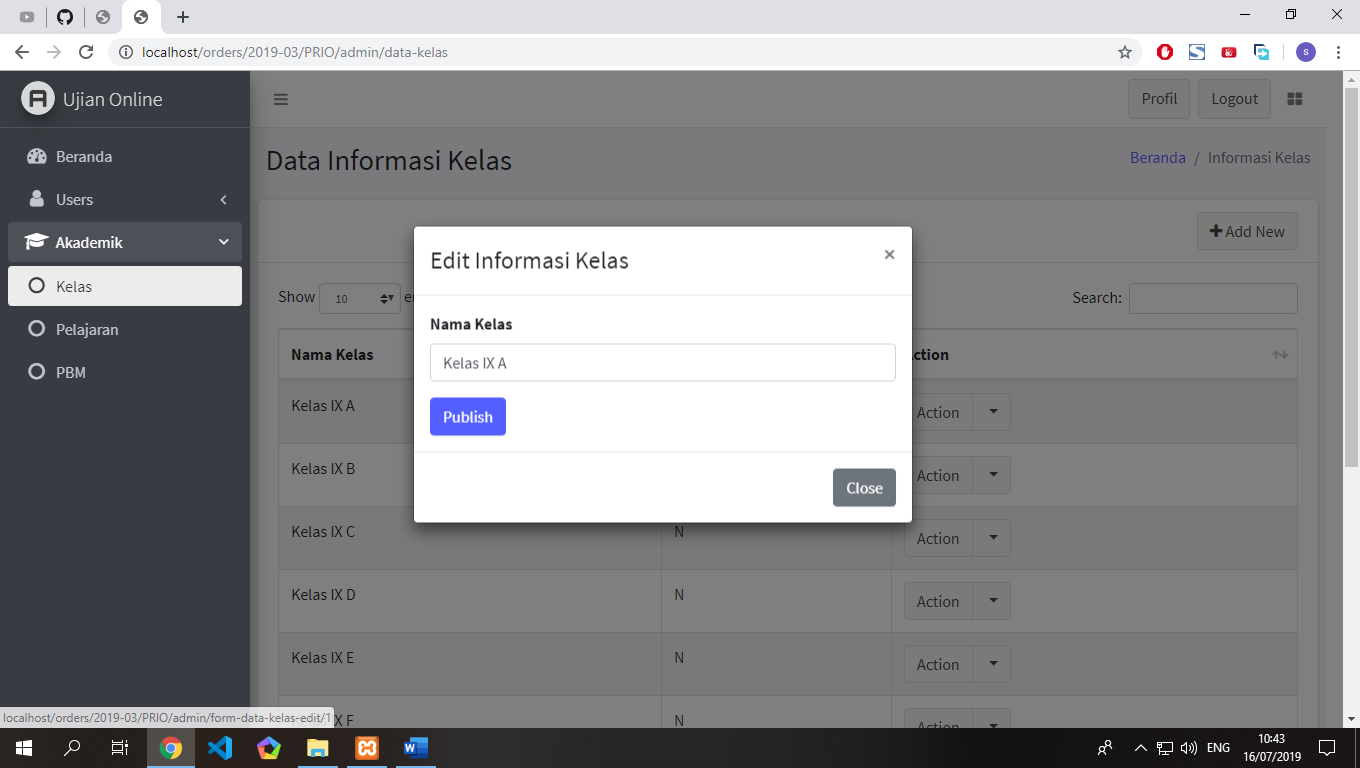 localhost/orders/2019-03/PRIO/admin/data-kelas
S
Ujian Online
Profil
Logout
Beranda
Users
Akademik
Kelas
Pelajaran
PBM
Data Informasi Kelas
Beranda / Informasi Kelas
Add New
Show 10
Search:
Edit Informasi Kelas
×
Nama Kelas
Kelas IX A
Publish
Close
Nama Kelas
Kelas IX A Action
Kelas IX B Action
Kelas IX C N Action
Kelas IX D N Action
Kelas IX E N Action
N Action
localhost/orders/2019-03/PRIO/admin/form-data-kelas-edit/1
ENG
10:43
16/07/2019